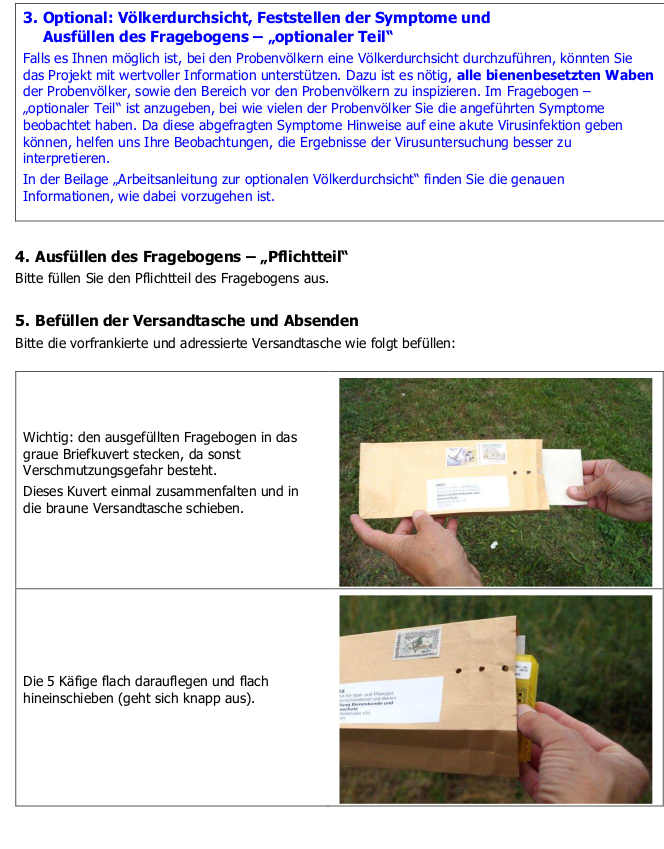 3. Optional: Völkerdurchsicht, Feststellen der Symptome und
Ausfüllen des Fragebogens – „optionaler Teil“
Falls es Ihnen möglich ist, bei den Probenvölkern eine Völkerdurchsicht durchzuführen, könnten Sie
das Projekt mit wertvoller Information unterstützen. Dazu ist es nötig, alle bienenbesetzten Waben
der Probenvölker, sowie den Bereich vor den Probenvölkern zu inspizieren. Im Fragebogen –
„optionaler Teil“ ist anzugeben, bei wie vielen der Probenvölker Sie die angeführten Symptome
beobachtet haben. Da diese abgefragten Symptome Hinweise auf eine akute Virusinfektion geben
können, helfen uns Ihre Beobachtungen, die Ergebnisse der Virusuntersuchung besser zu
interpretieren.
In der Beilage „Arbeitsanleitung zur optionalen Völkerdurchsicht“ finden Sie die genauen
Informationen, wie dabei vorzugehen ist.
4. Ausfüllen des Fragebogens – „Pflichtteil“
Bitte füllen Sie den Pflichtteil des Fragebogens aus.
5. Befüllen der Versandtasche und Absenden
Bitte die vorfrankierte und adressierte Versandtasche wie folgt befüllen:
Wichtig: den ausgefüllten Fragebogen in das
graue Briefkuvert stecken, da sonst
Verschmutzungsgefahr besteht.
Dieses Kuvert einmal zusammenfalten und in
die braune Versandtasche schieben.
Die 5 Käfige flach darauflegen und flach
hineinschieben (geht sich knapp aus).